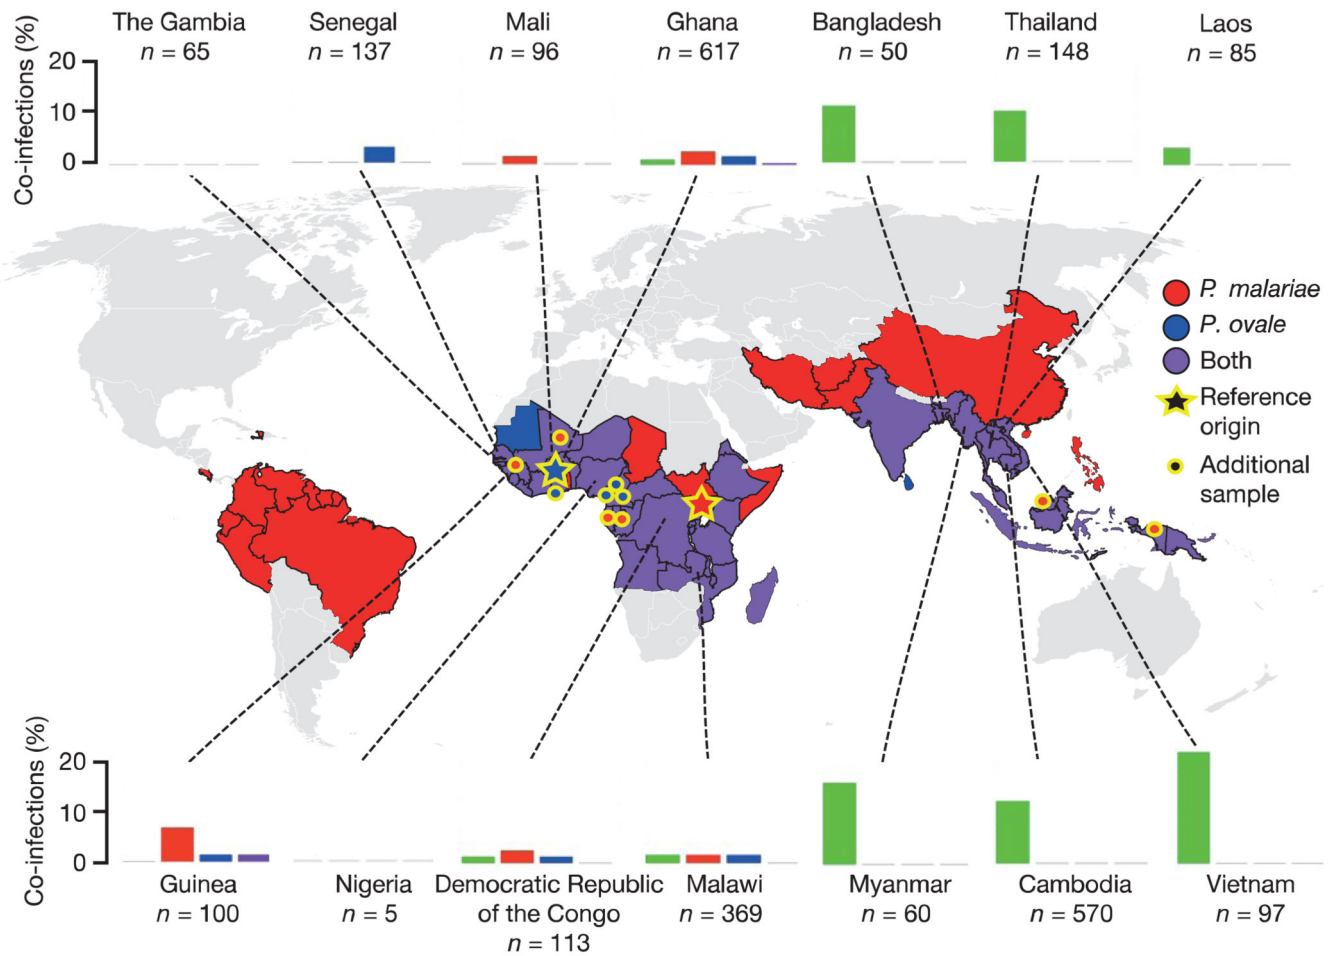 The Gambia Senegal Mali Ghana Bangladesh Thailand Laos
n = 65 n = 137 n = 96 n = 617 n = 50 n = 148 n = 85
Co-infections (%)
20
10
0
P. malariae
P. ovale
Both
Reference
origin
Additional
sample
Co-infections (%)
20
10
0
Guinea Nigeria Democratic Republic Malawi Myanmar Cambodia Vietnam
n = 100 n = 5 of the Congo n = 369 n = 60 n = 570 n = 97
n = 113